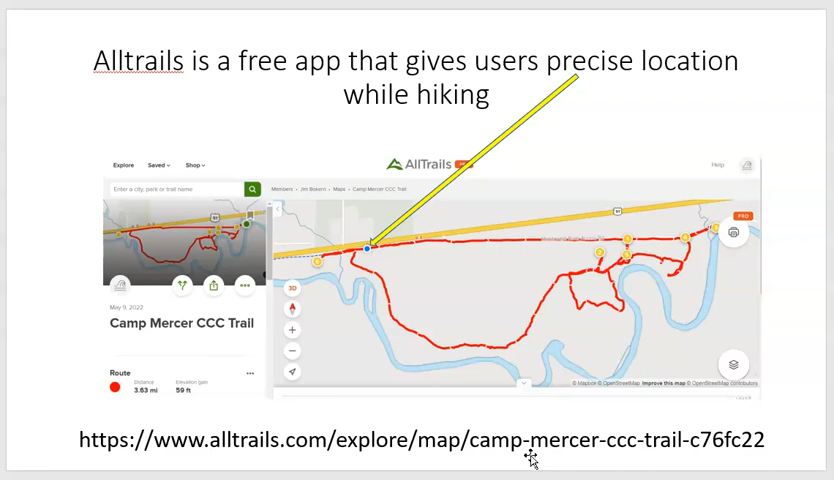 Alltrails is a free app that gives users precise location
while hiking
Explore Saved Shop AllTrails Help
Enter a city, park or trail name
Members Jim Bokern Maps Camp Mercer CCC Trail
51
51
PRO
3D
May 9, 2022
Camp Mercer CCC Trail
Route
Distance Elevation gain
3.63 mi 59 ft
© Mapbox © OpenStreetMap Improve this map © OpenStreetMap contributors
https://www.alltrails.com/explore/map/camp-mercer-ccc-trail-c76fc22